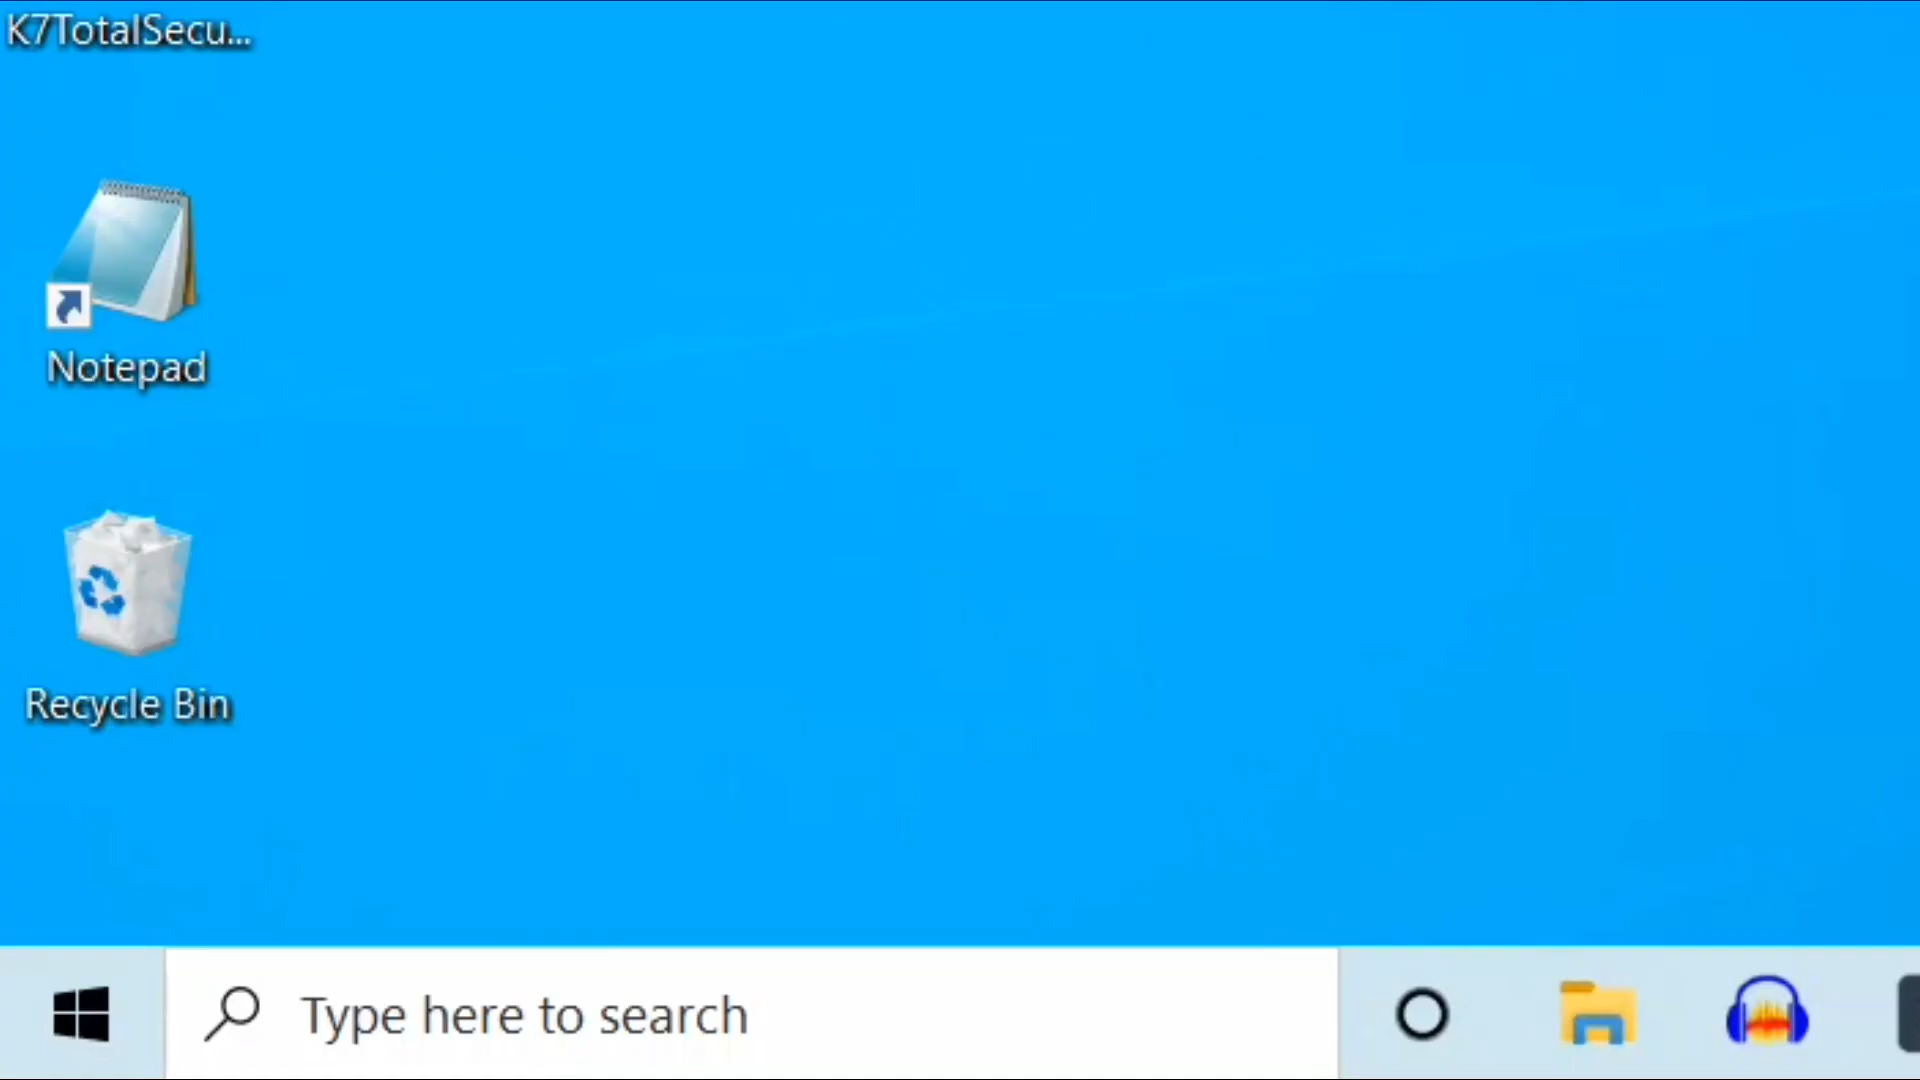 K7TotalSecu...
Notepad
Recycle Bin
Type here to search